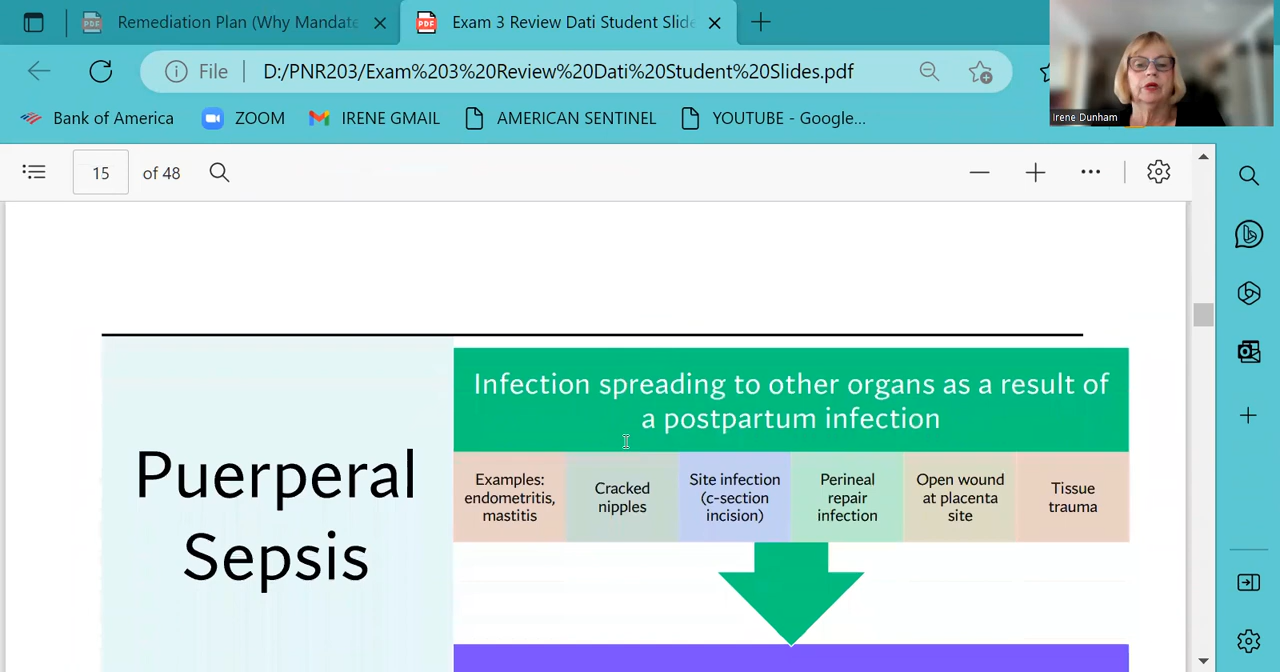 Remediation Plan (Why Mandate
Exam 3 Review Dati Student Slide
File
D:/PNR203/Exam%203%20Review%20Dati%20Student%20Slides.pdf
Bank of America
ZOOM
IRENE GMAIL
AMERICAN SENTINEL
YOUTUBE - Google...
Irene Dunham
15
of 48
Puerperal
Sepsis
Infection spreading to other organs as a result of
a postpartum infection
Examples:
endometritis,
mastitis
Cracked
nipples
Site infection
(c-section
incision)
Perineal
repair
infection
Open wound
at placenta
site
Tissue
trauma